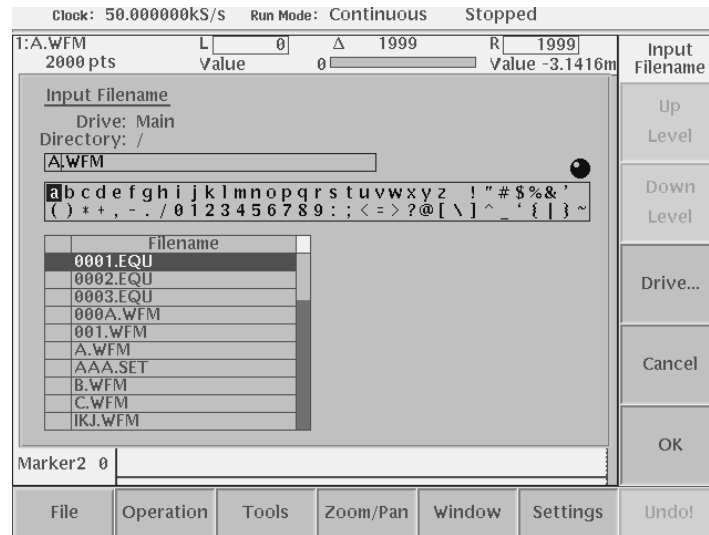 Clock: 50.000000kS/s Run Mode: Continuous Stopped
1:A.WFM L 0 Δ 1999 R 1999
2000 pts Value 0 Value -3.1416m
Input Filename
Input Filename
Drive: Main
Directory: /
A.WFM
a b c d e f g h i j k l m n o p q r s t u v w x y z ! " # $ % & '
( ) * + , - . / 0 1 2 3 4 5 6 7 8 9 : ; < = > ? @ [ \ ] ^ _ ` { | } ~
Filename
0001.EQU
0002.EQU
0003.EQU
000A.WFM
001.WFM
A.WFM
AAA.SET
B.WFM
C.WFM
IKJ.WFM
Up Level
Down Level
Drive...
Cancel
OK
Marker2 0
File Operation Tools Zoom/Pan Window Settings Undo!